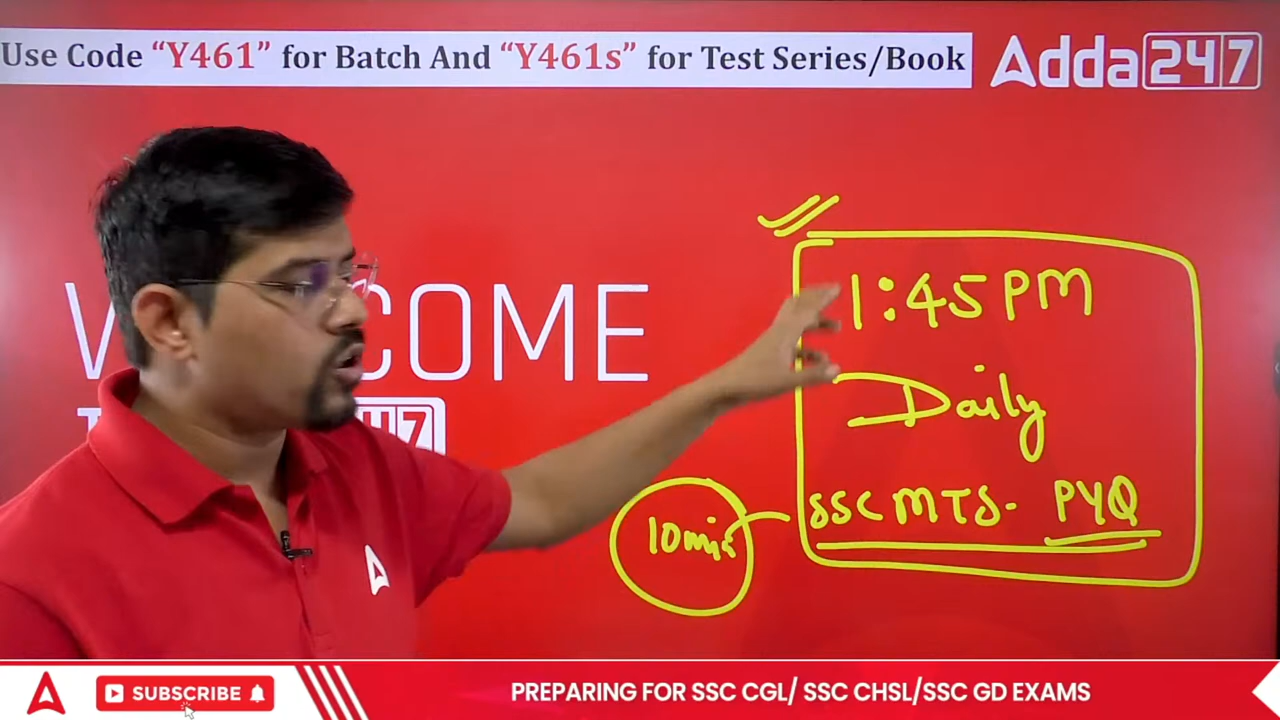 Use Code “Y461” for Batch And “Y461s” for Test Series/Book
Adda247
1:45 PM
COME
Daily
SSC MTS- PYQ
10min
SUBSCRIBE
PREPARING FOR SSC CGL/ SSC CHSL/SSC GD EXAMS